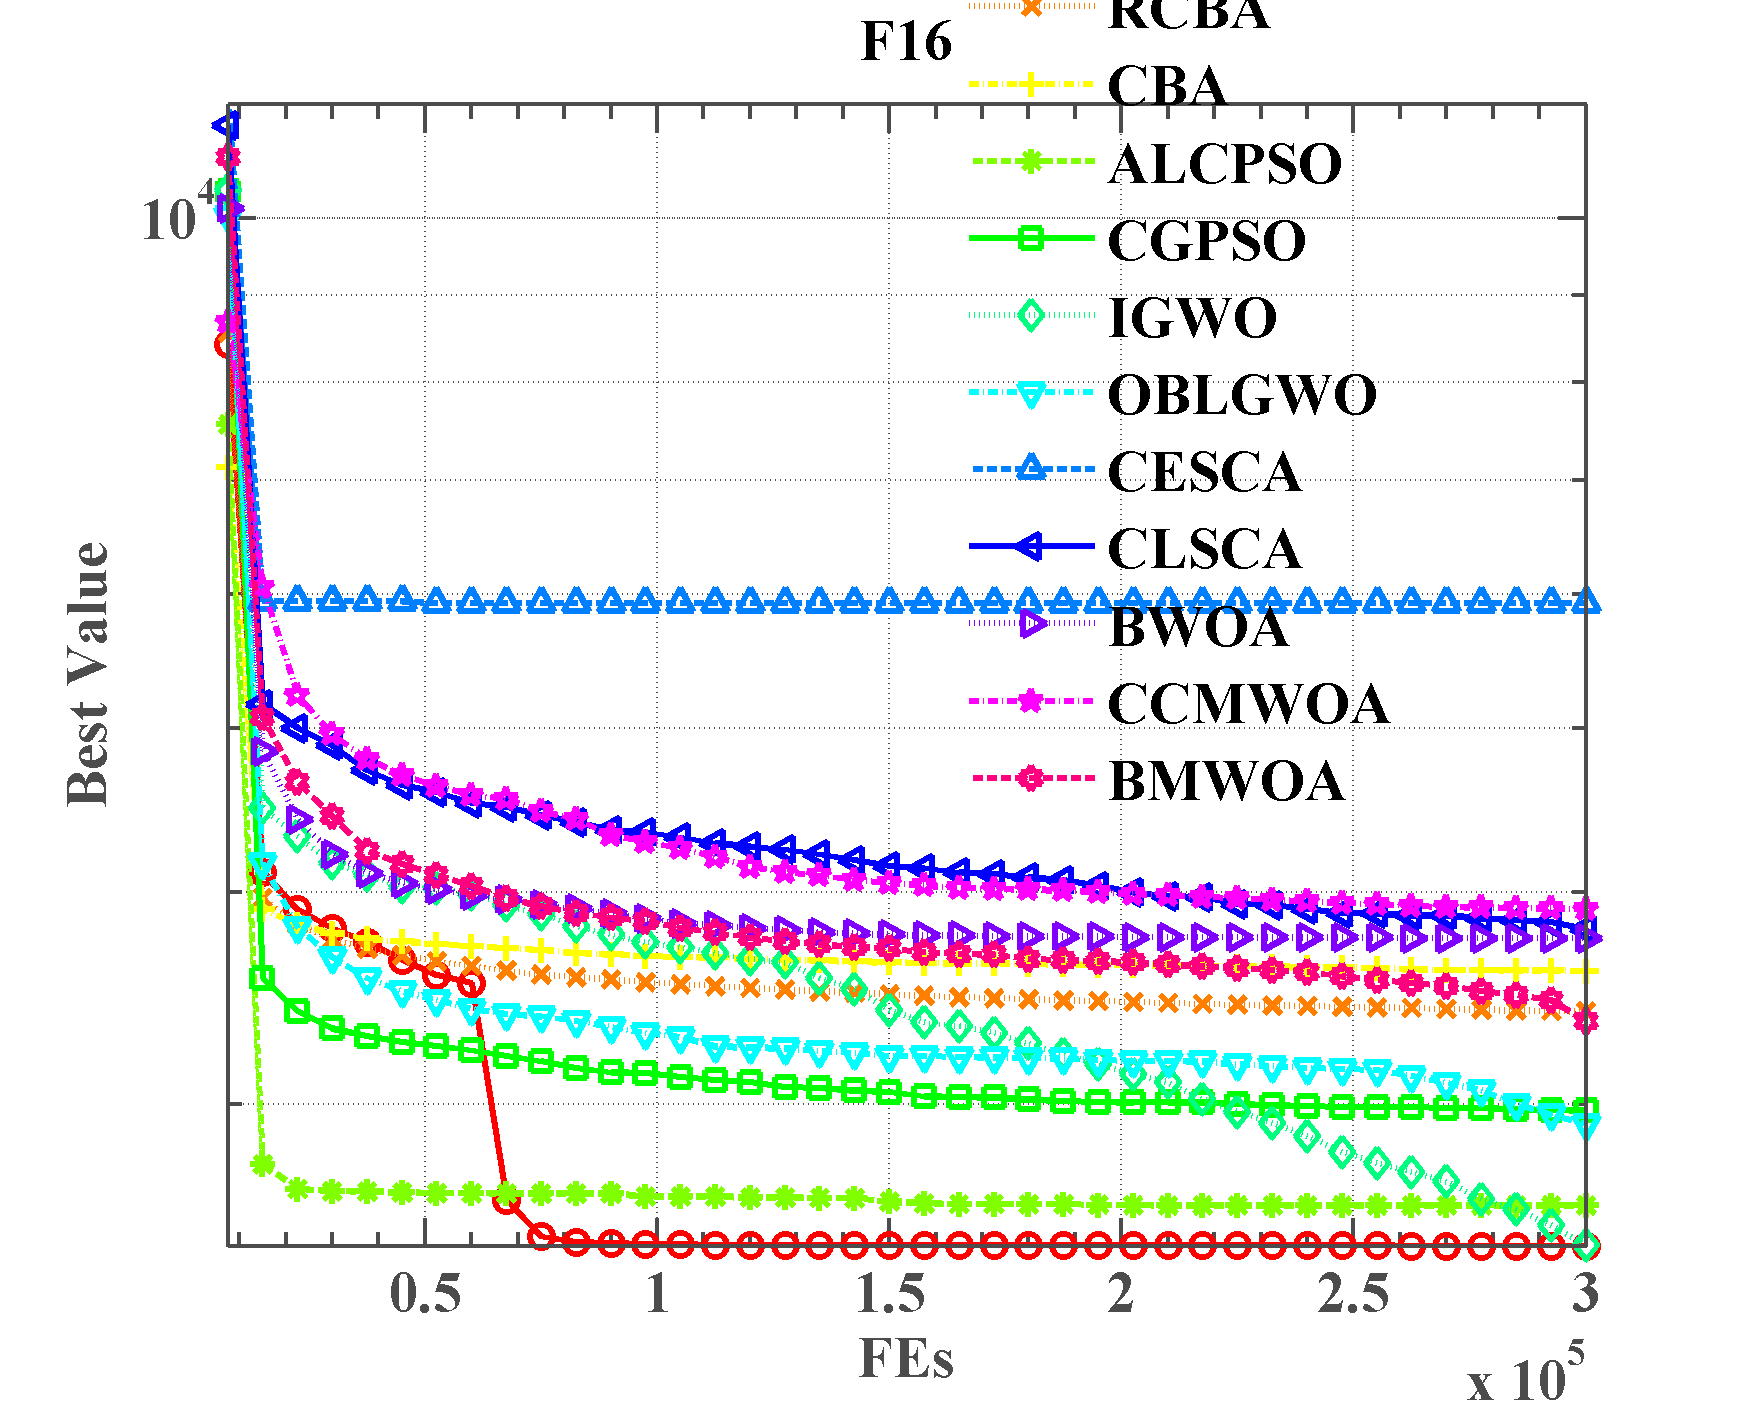 RCBA
F16
CBA
ALCPSO
CGPSO
IGWO
OBLGWO
CESCA
CLSCA
BWOA
CCMWOA
BMWOA
10^4
Best Value
0.5 1 1.5 2 2.5 3
FEs
x 10^5